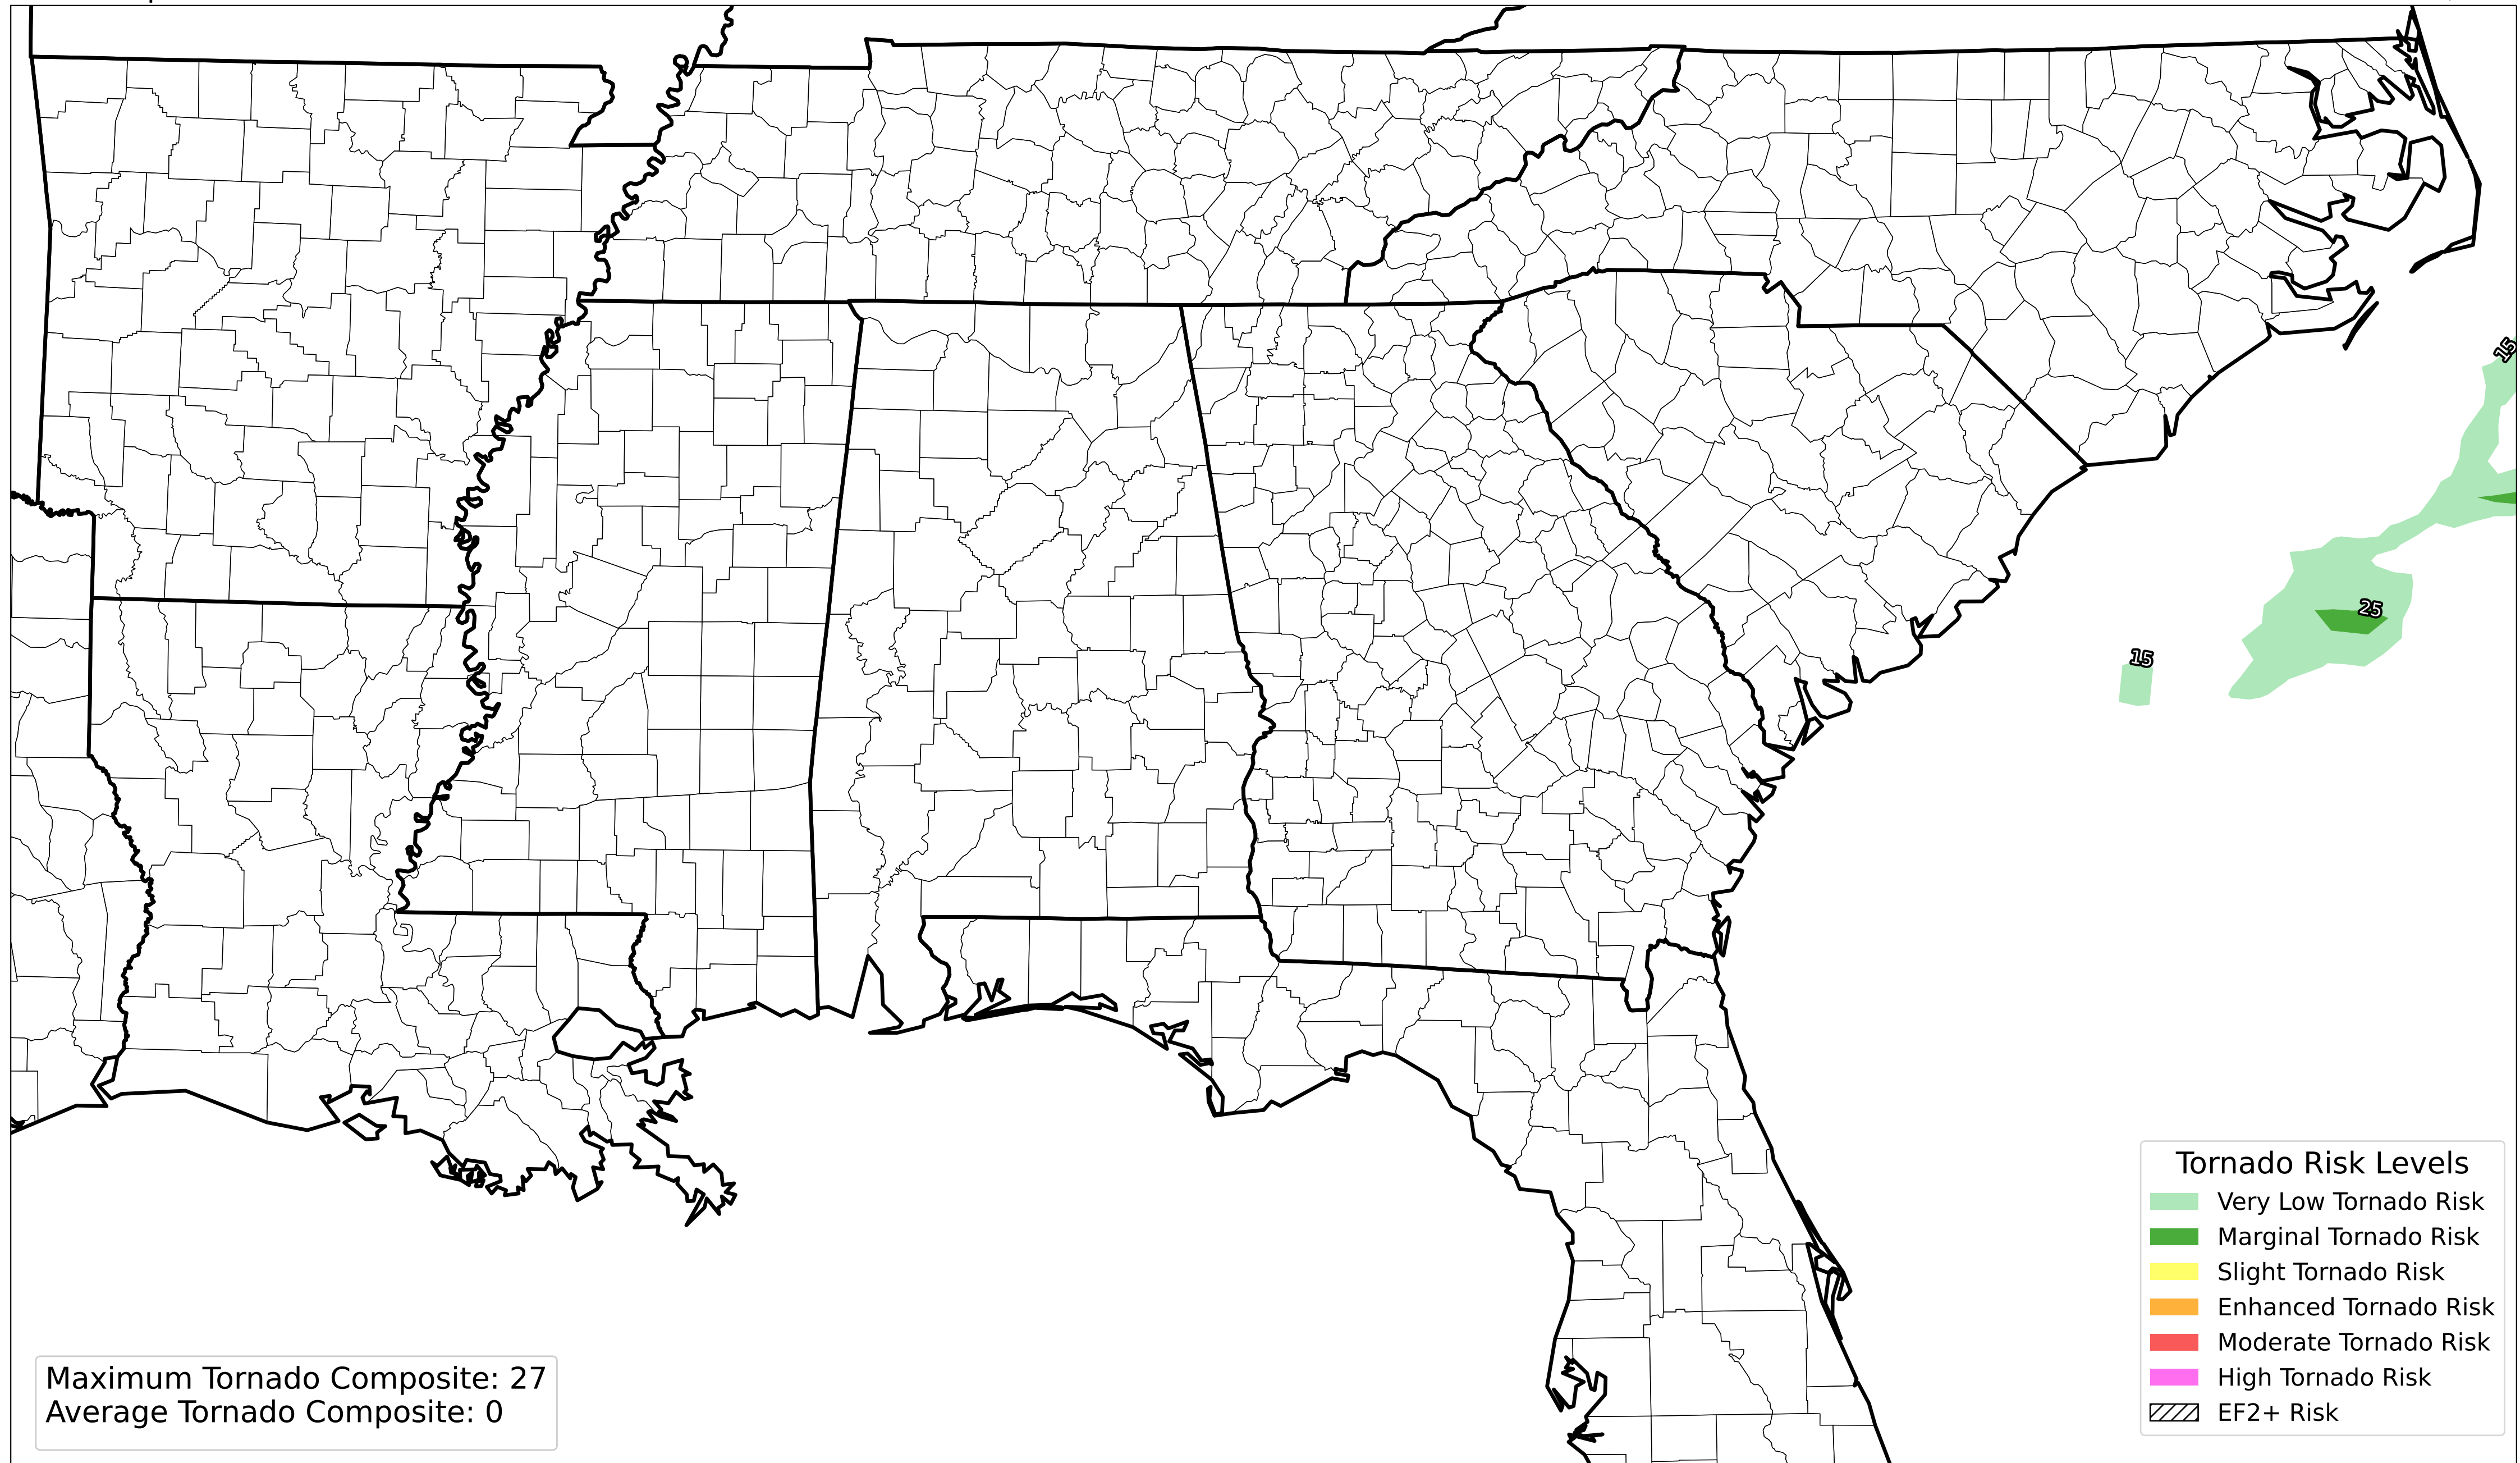 15
25
15
Tornado Risk Levels
Very Low Tornado Risk
Marginal Tornado Risk
Slight Tornado Risk
Enhanced Tornado Risk
Moderate Tornado Risk
High Tornado Risk
EF2+ Risk
Maximum Tornado Composite: 27
Average Tornado Composite: 0